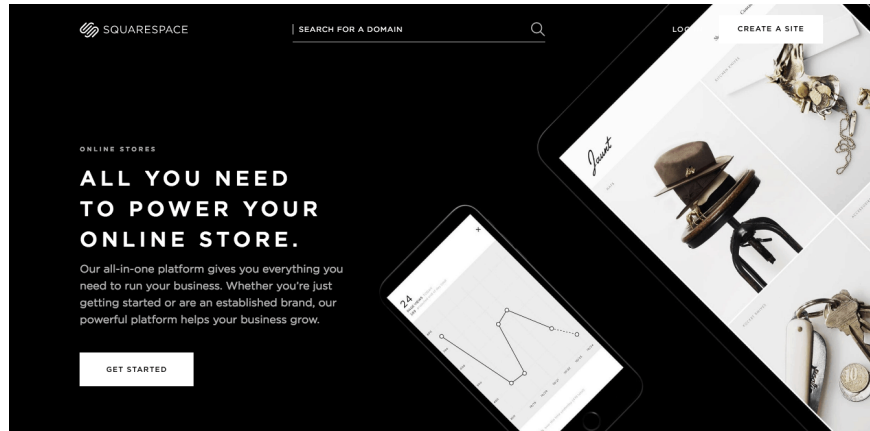 SQUARESPACE
SEARCH FOR A DOMAIN
CREATE A SITE
ONLINE STORES
ALL YOU NEED
TO POWER YOUR
ONLINE STORE.
Our all-in-one platform gives you everything you
need to run your business. Whether you're just
getting started or are an established brand, our
powerful platform helps your business grow.
GET STARTED
24
Jaunt